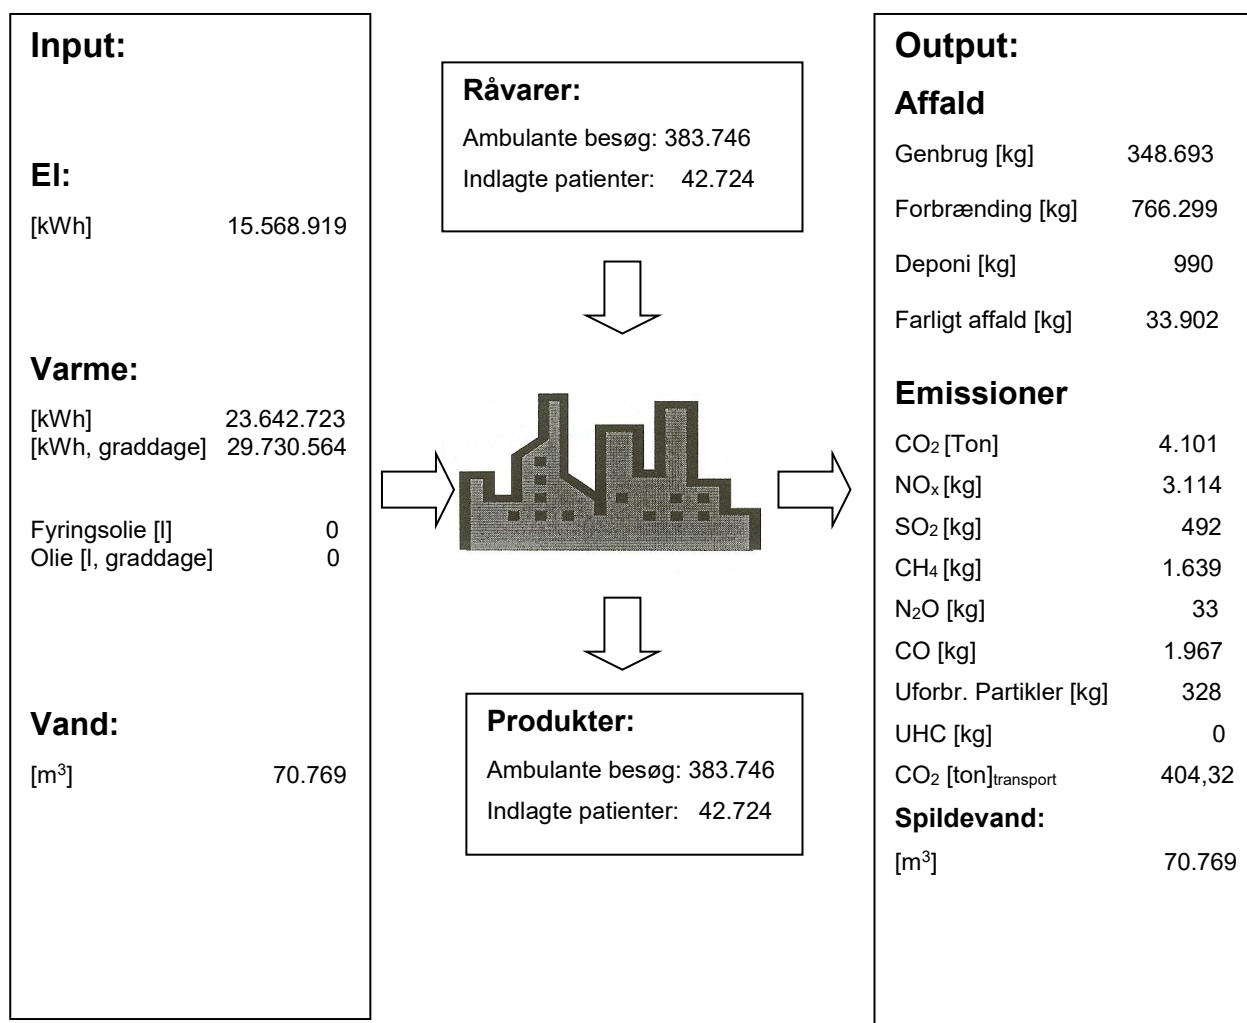 Input:
El:
[kWh] 15.568.919
Varme:
[kWh] 23.642.723
[kWh, graddage] 29.730.564
Fyringsolie [l] 0
Olie [l, graddage] 0
Vand:
[m³] 70.769
Råvarer:
Ambulante besøg: 383.746
Indlagte patienter: 42.724
Produkter:
Ambulante besøg: 383.746
Indlagte patienter: 42.724
Output:
Affald
Genbrug [kg] 348.693
Forbrænding [kg] 766.299
Deponi [kg] 990
Farligt affald [kg] 33.902
Emissioner
CO₂ [Ton] 4.101
NOₓ [kg] 3.114
SO₂ [kg] 492
CH₄ [kg] 1.639
N₂O [kg] 33
CO [kg] 1.967
Uforbr. Partikler [kg] 328
UHC [kg] 0
CO₂ [ton]transport 404,32
Spildevand:
[m³] 70.769